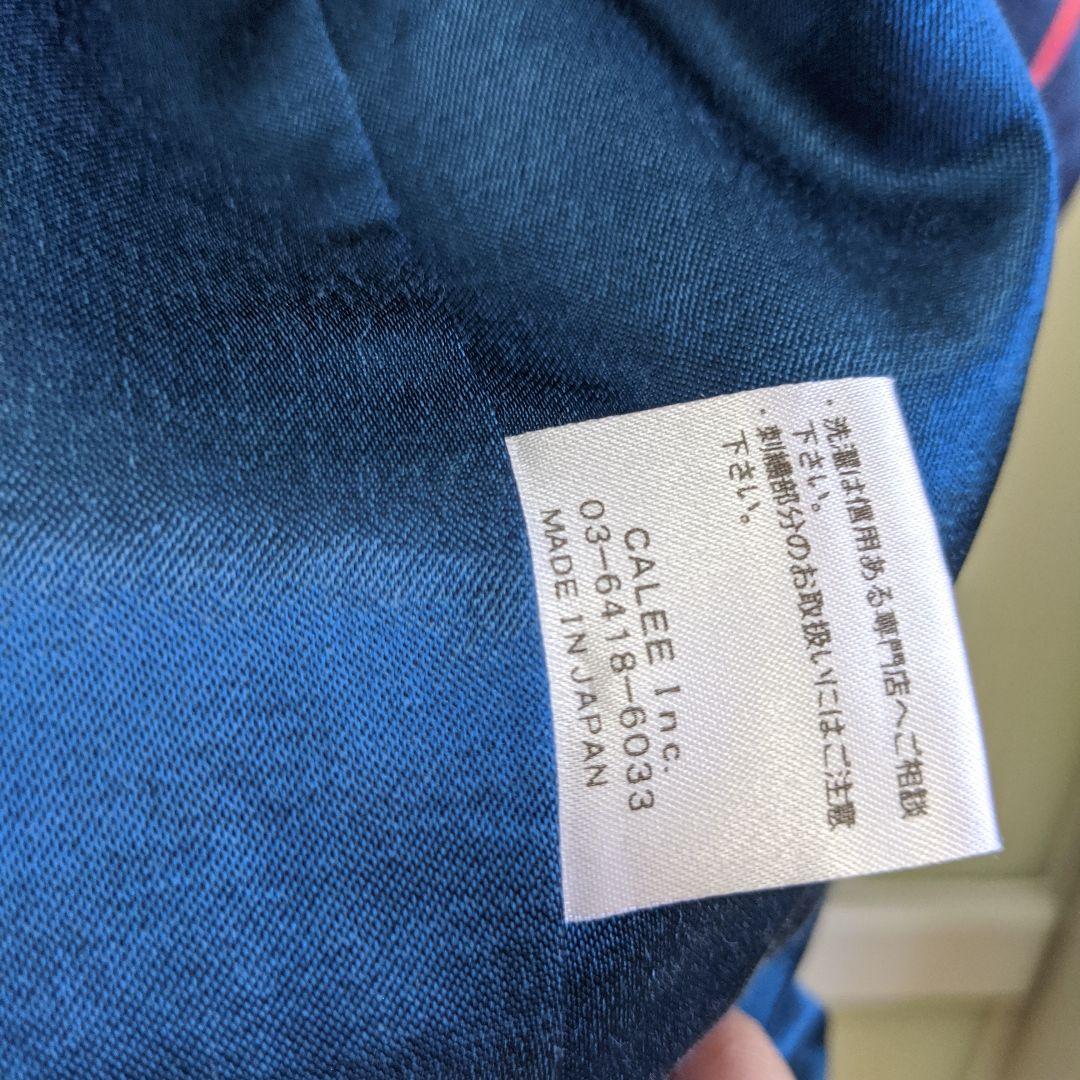 ・洗濯は信用ある専門店へご相談
下さい。
・刺繍部分のお取扱いにはご注意
下さい。
CALEE Inc.
03-6418-6033
MADE IN JAPAN